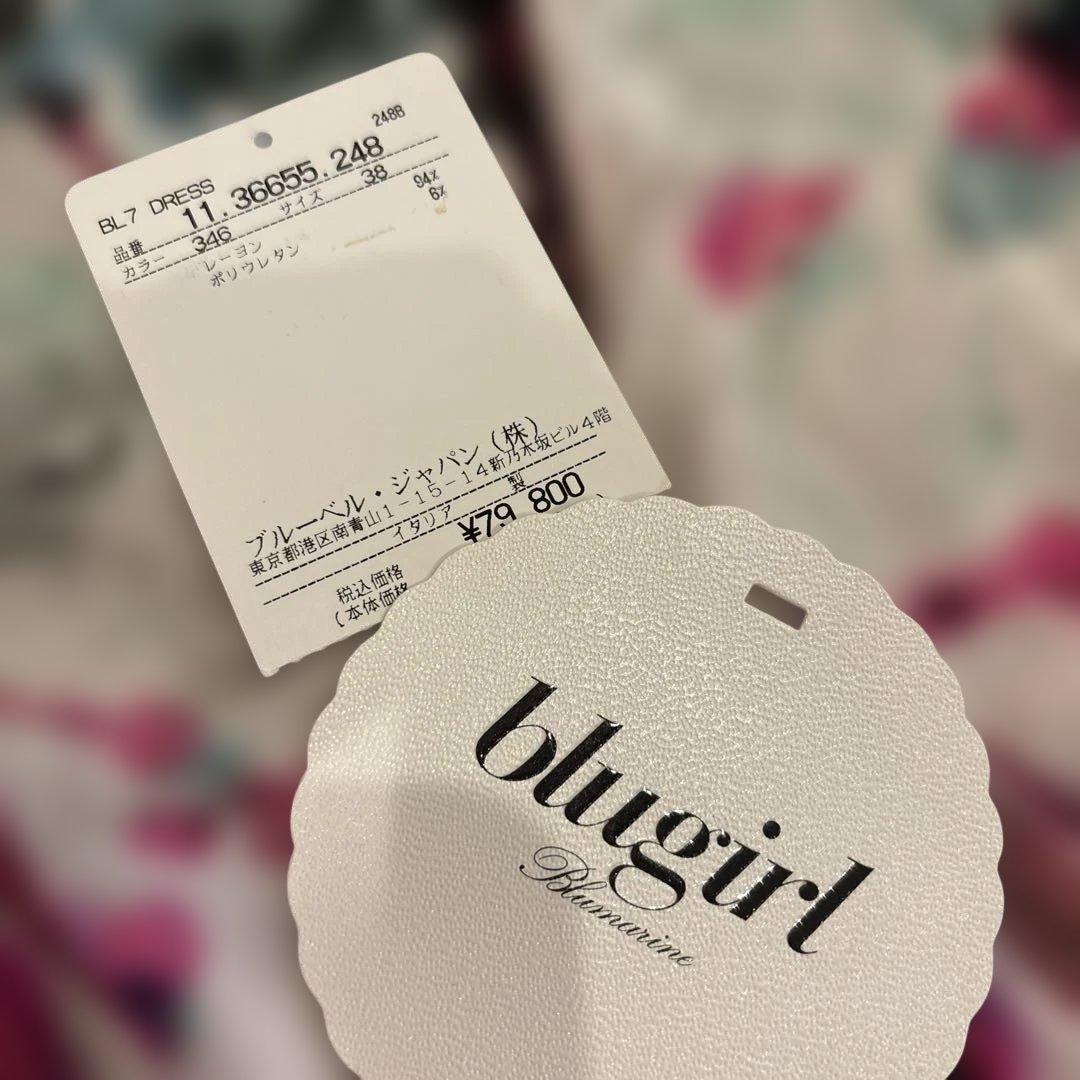 248B
BL7 DRESS
品番 11.36655.248
カラー 346 サイズ 38
レーヨン 94%
ポリウレタン 6%
ブルーベル・ジャパン(株)
東京都港区南青山1-15-14新乃木坂ビル4階
イタリア 製
¥79,800
税込価格
(本体価格
blugirl
Blumarine